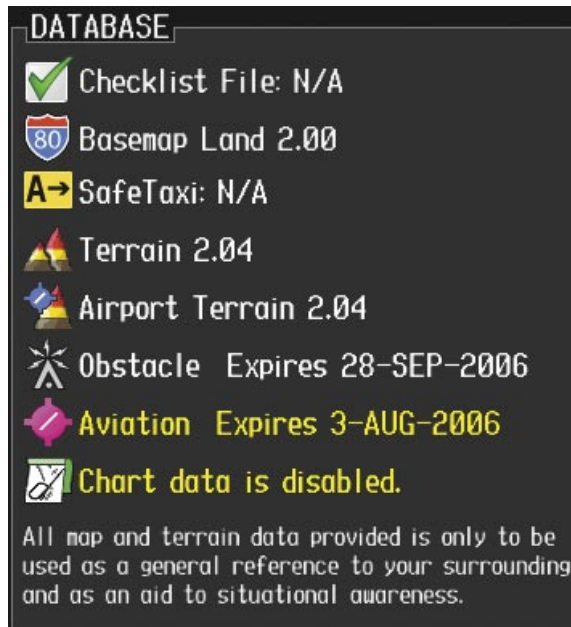 DATABASE
Checklist File: N/A
80 Basemap Land 2.00
A→ SafeTaxi: N/A
Terrain 2.04
Airport Terrain 2.04
Obstacle Expires 28-SEP-2006
Aviation Expires 3-AUG-2006
Chart data is disabled.
All map and terrain data provided is only to be
used as a general reference to your surrounding
and as an aid to situational awareness.